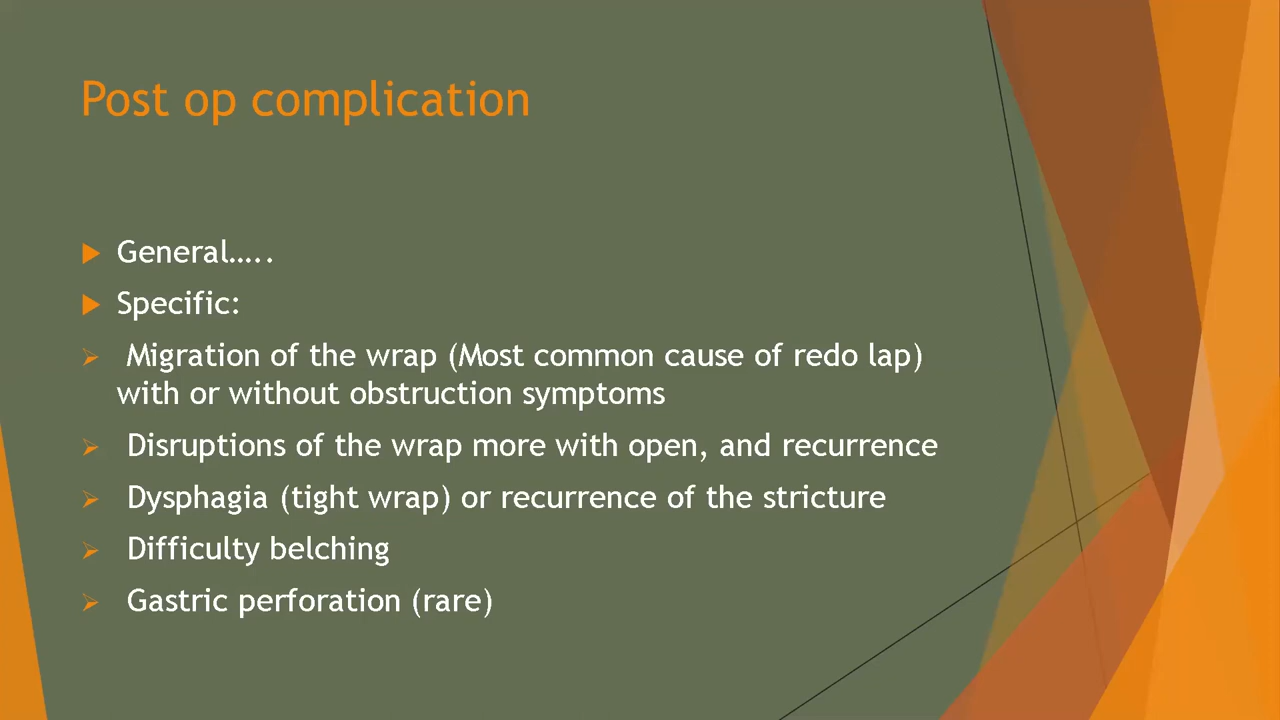 Post op complication
General.....
Specific:
Migration of the wrap (Most common cause of redo lap)
with or without obstruction symptoms
Disruptions of the wrap more with open, and recurrence
Dysphagia (tight wrap) or recurrence of the stricture
Difficulty belching
Gastric perforation (rare)